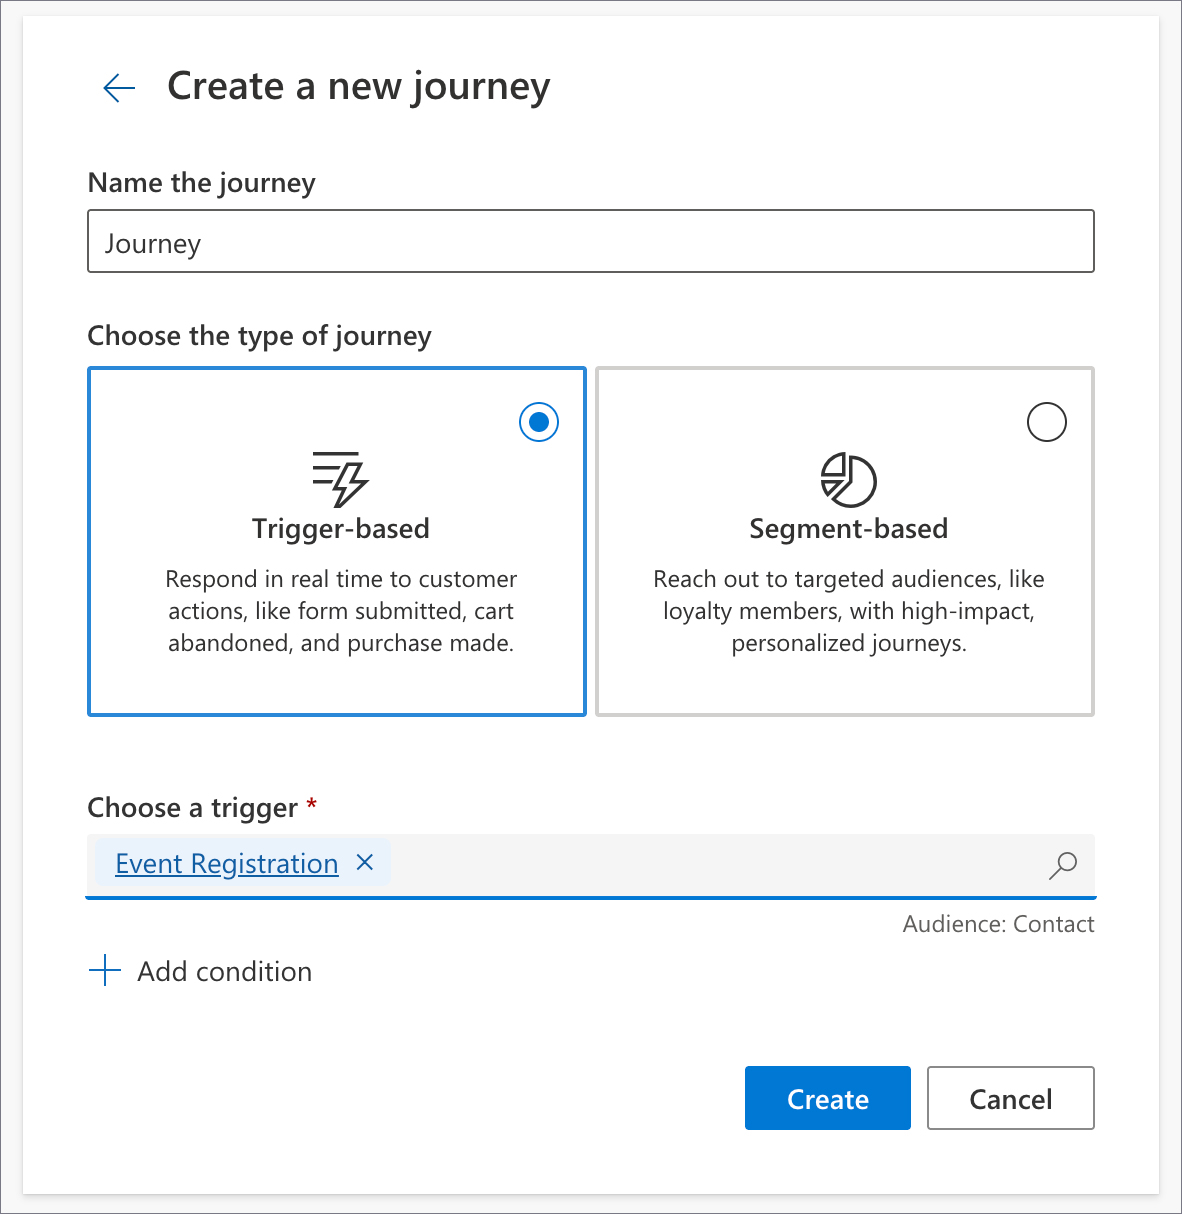 Create a new journey
Name the journey
Journey
Choose the type of journey
Trigger-based
Respond in real time to customer
actions, like form submitted, cart
abandoned, and purchase made.
Segment-based
Reach out to targeted audiences, like
loyalty members, with high-impact,
personalized journeys.
Choose a trigger *
Event Registration
Audience: Contact
Add condition
Create
Cancel